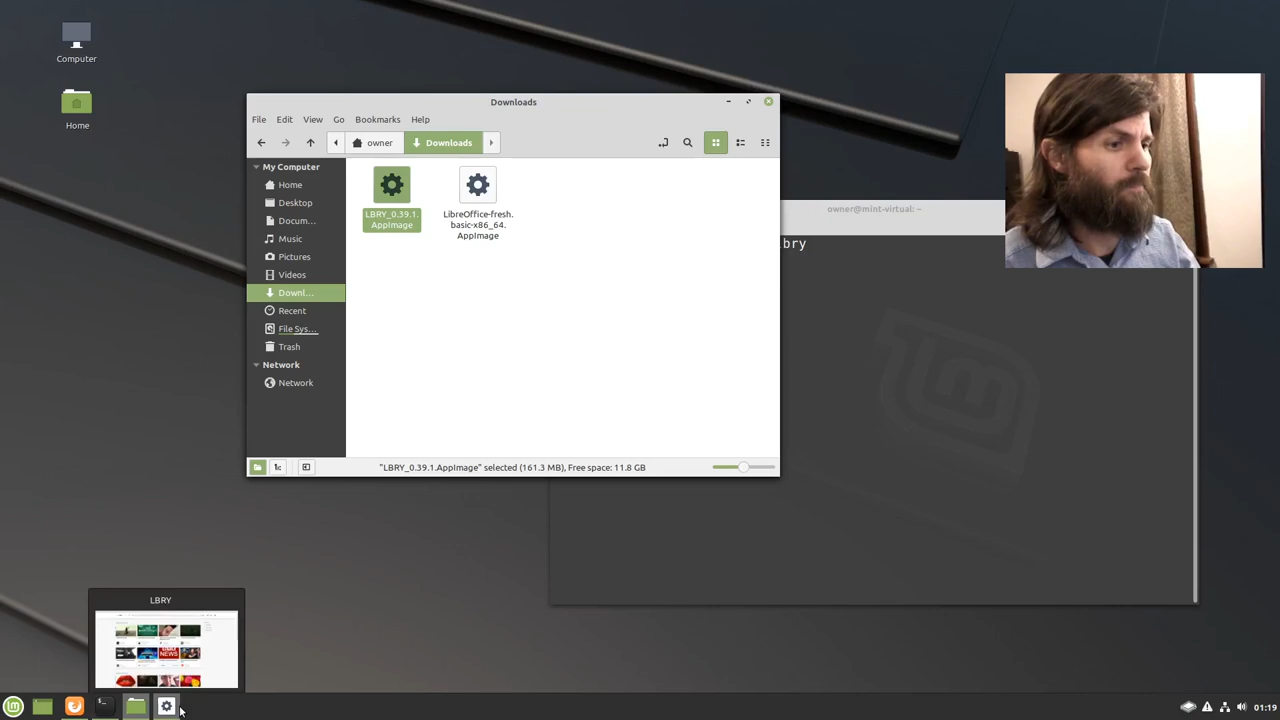 Computer
Home
Downloads
File Edit View Go Bookmarks Help
owner Downloads
My Computer
Home
Desktop
Docum...
Music
Pictures
Videos
Downl...
Recent
File Sys...
Trash
Network
Network
LBRY_0.39.1.
AppImage
LibreOffice-fresh.
basic-x86_64.
AppImage
"LBRY_0.39.1.AppImage" selected (161.3 MB), Free space: 11.8 GB
owner@mint-virtual: ~
lbry
LBRY
01:19